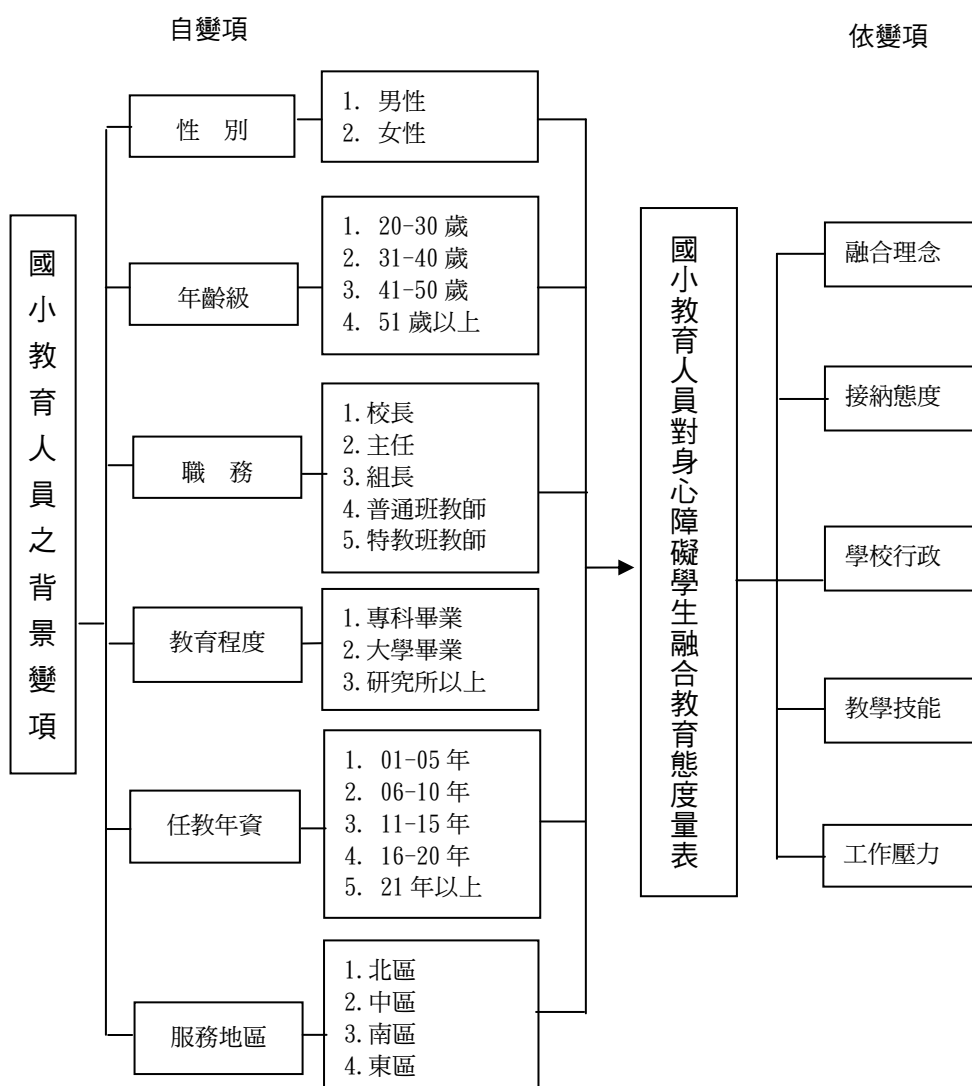 自變項
依變項
國小教育人員之背景變項
性 別
1. 男性
2. 女性
年齡級
1. 20-30 歲
2. 31-40 歲
3. 41-50 歲
4. 51 歲以上
職 務
1.校長
2.主任
3.組長
4.普通班教師
5.特教班教師
教育程度
1.專科畢業
2.大學畢業
3.研究所以上
任教年資
1. 01-05 年
2. 06-10 年
3. 11-15 年
4. 16-20 年
5. 21 年以上
服務地區
1.北區
2.中區
3.南區
4.東區
國小教育人員對身心障礙學生融合教育態度量表
融合理念
接納態度
學校行政
教學技能
工作壓力